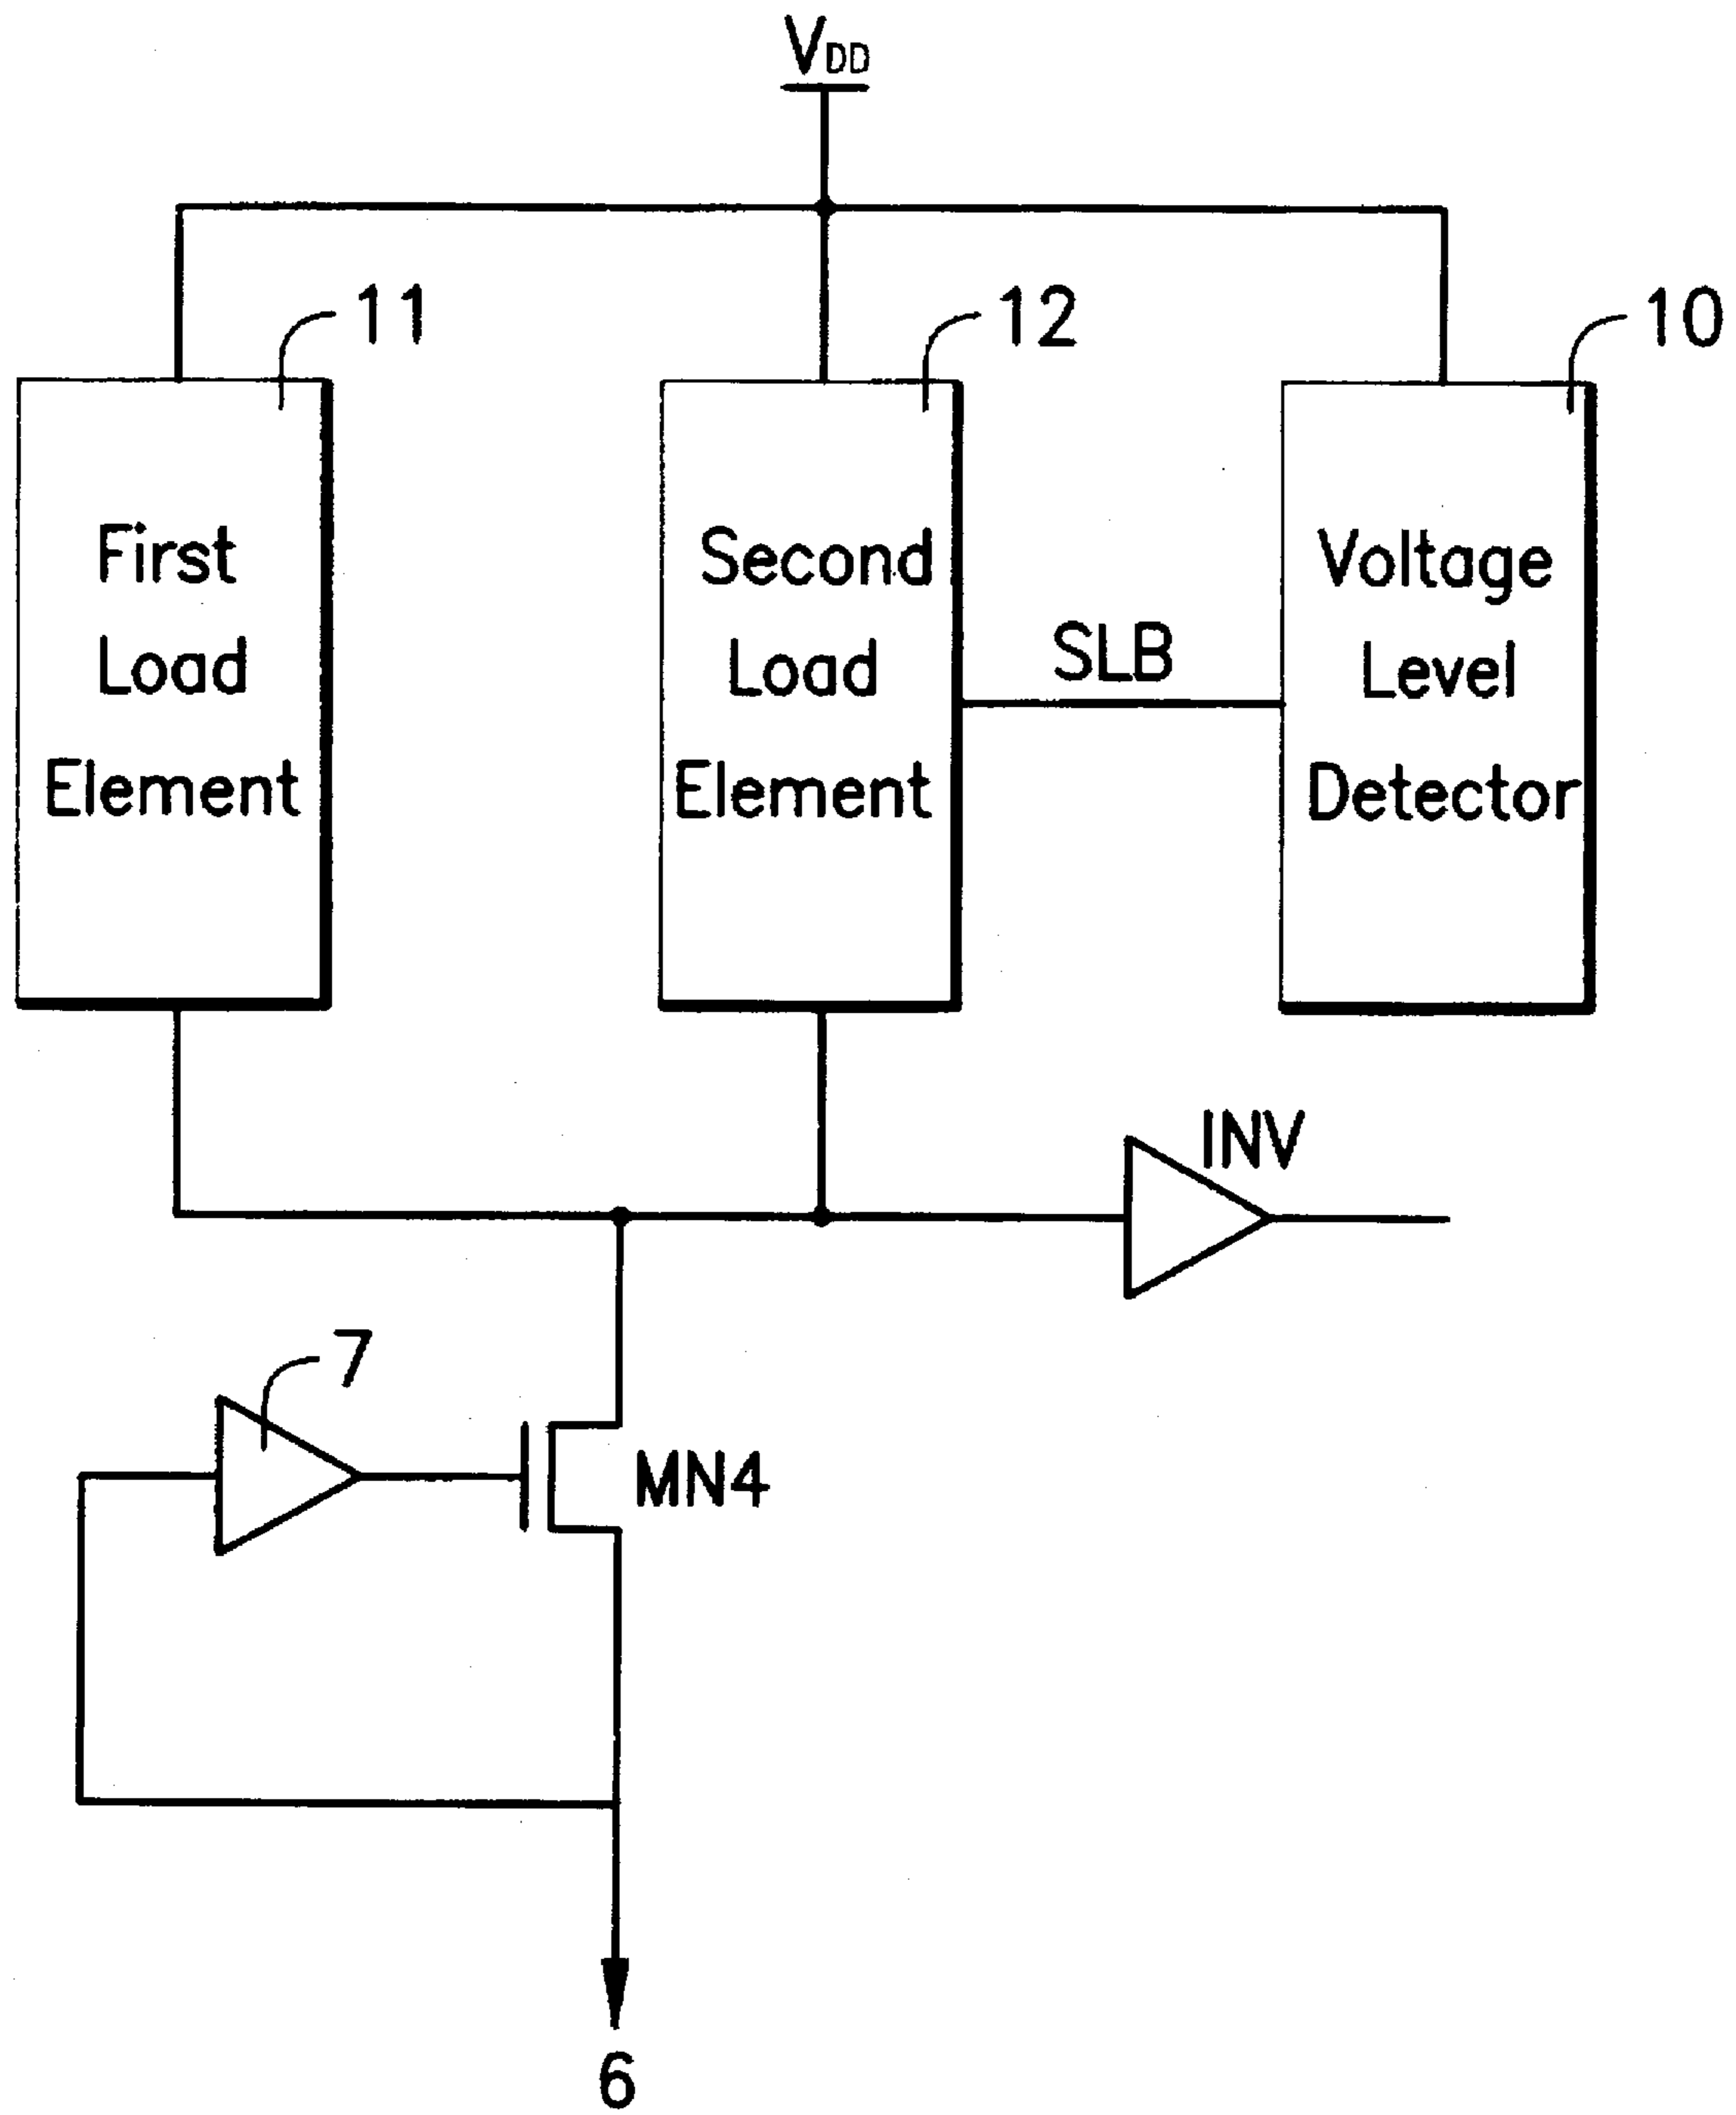 VDD
11
12
10
First
Load
Element
Second
Load
Element
SLB
Voltage
Level
Detector
INV
7
MN4
6